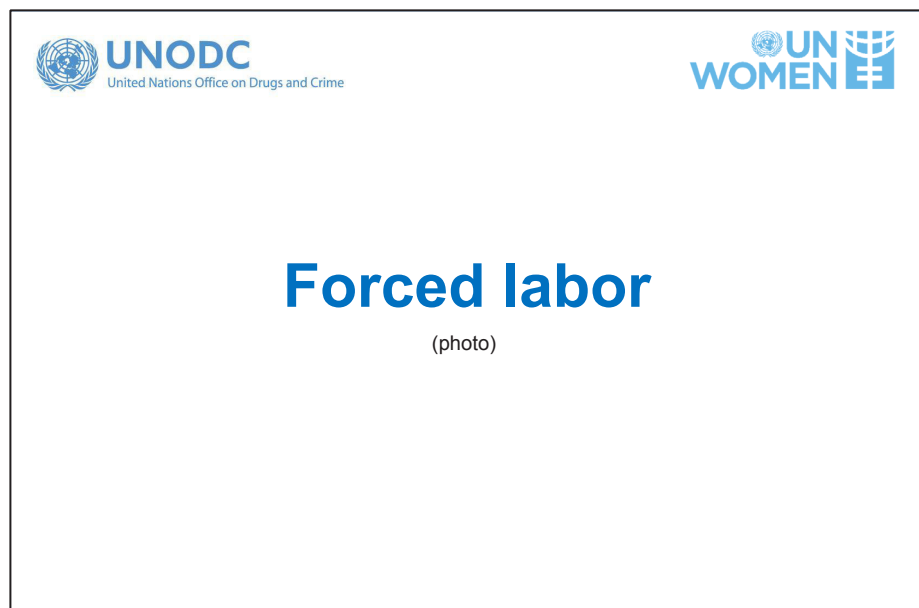 UNODC
United Nations Office on Drugs and Crime
UN
WOMEN
Forced labor
(photo)